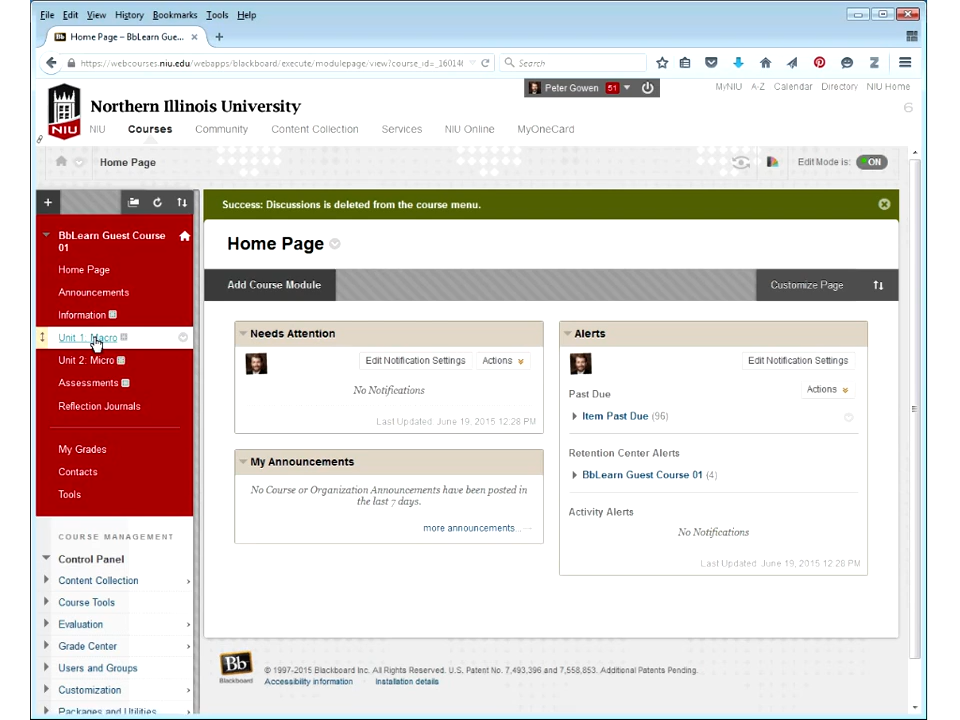 File Edit View History Bookmarks Tools Help
Home Page – BbLearn Gue...
https://webcourses.niu.edu/webapps/blackboard/execute/modulepage/view?course_id=_16014
Search
Peter Gowen 51
MyNIU A-Z Calendar Directory NIU Home
NIU
Northern Illinois University
NIU Courses Community Content Collection Services NIU Online MyOneCard
6
Home Page
Edit Mode is: ON
Success: Discussions is deleted from the course menu.
BbLearn Guest Course
01
Home Page
Announcements
Information
Unit 1: Macro
Unit 2: Micro
Assessments
Reflection Journals
My Grades
Contacts
Tools
COURSE MANAGEMENT
Control Panel
Content Collection
Course Tools
Evaluation
Grade Center
Users and Groups
Customization
Packages and Utilities
Home Page
Add Course Module
Customize Page
Needs Attention
Edit Notification Settings Actions
No Notifications
Last Updated: June 19, 2015 12:28 PM
My Announcements
No Course or Organization Announcements have been posted in
the last 7 days.
more announcements...
Alerts
Edit Notification Settings
Actions
Past Due
Item Past Due (96)
Retention Center Alerts
BbLearn Guest Course 01 (4)
Activity Alerts
No Notifications
Last Updated: June 19, 2015 12:28 PM
Bb
Blackboard
© 1997-2015 Blackboard Inc. All Rights Reserved. U.S. Patent No. 7,493,396 and 7,558,853. Additional Patents Pending.
Accessibility information Installation details